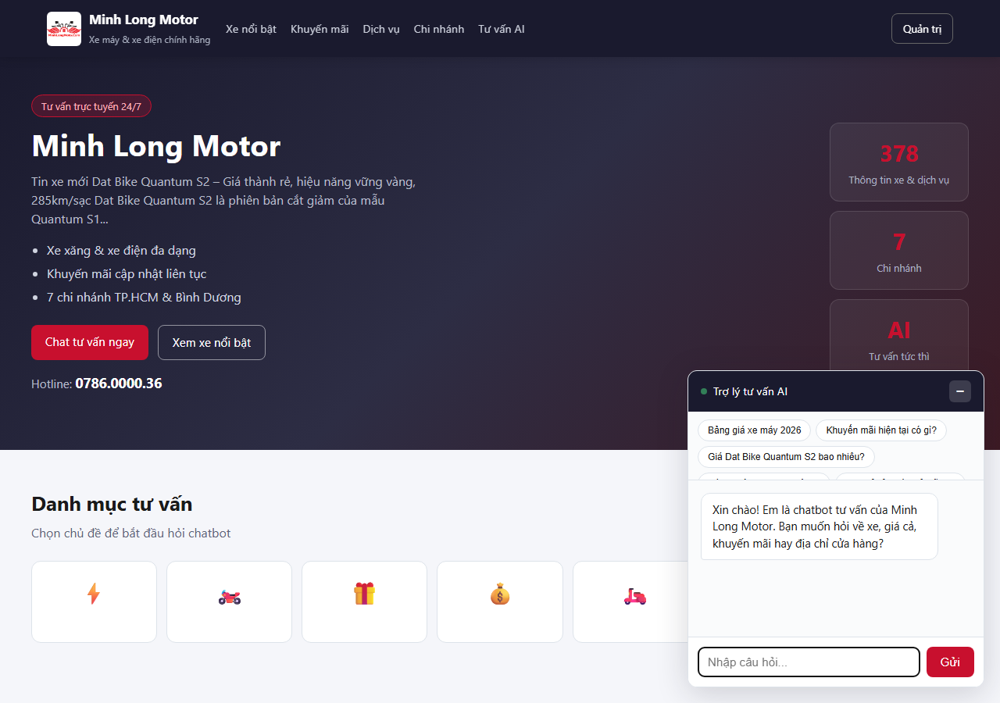 Minh Long Motor
Xe máy & xe điện chính hãng
Xe nổi bật
Khuyến mãi
Dịch vụ
Chi nhánh
Tư vấn AI
Quản trị
Tư vấn trực tuyến 24/7
Minh Long Motor
Tin xe mới Dat Bike Quantum S2 – Giá thành rẻ, hiệu năng vững vàng,
285km/sạc Dat Bike Quantum S2 là phiên bản cắt giảm của mẫu
Quantum S1...
Xe xăng & xe điện đa dạng
Khuyến mãi cập nhật liên tục
7 chi nhánh TP.HCM & Bình Dương
Chat tư vấn ngay
Xem xe nổi bật
Hotline: 0786.0000.36
378
Thông tin xe & dịch vụ
7
Chi nhánh
AI
Tư vấn tức thì
Danh mục tư vấn
Chọn chủ đề để bắt đầu hỏi chatbot
Trợ lý tư vấn AI
Bảng giá xe máy 2026
Khuyến mãi hiện tại có gì?
Giá Dat Bike Quantum S2 bao nhiêu?
Xin chào! Em là chatbot tư vấn của Minh
Long Motor. Bạn muốn hỏi về xe, giá cả,
khuyến mãi hay địa chỉ cửa hàng?
Nhập câu hỏi...
Gửi